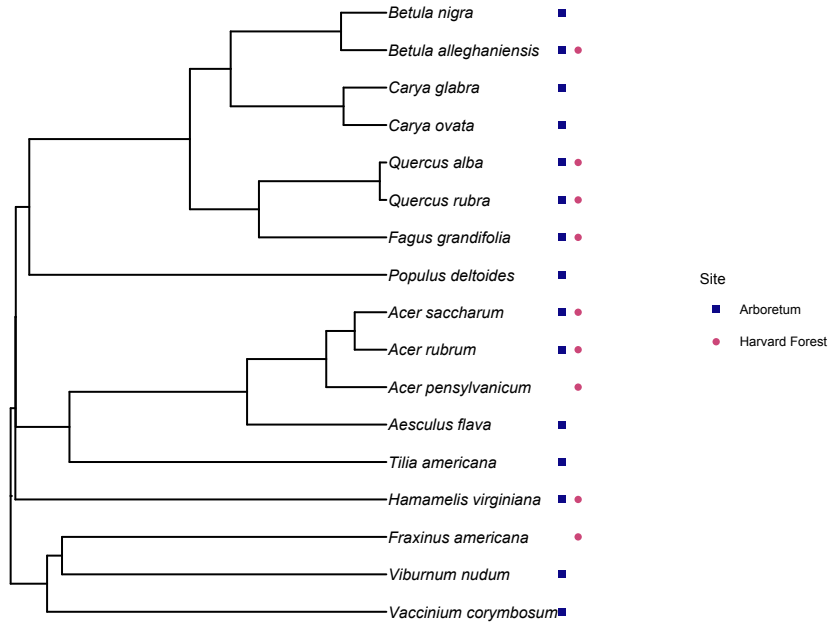 Betula nigra
Betula alleghaniensis
Carya glabra
Carya ovata
Quercus alba
Quercus rubra
Fagus grandifolia
Populus deltoides
Acer saccharum
Acer rubrum
Acer pensylvanicum
Aesculus flava
Tilia americana
Hamamelis virginiana
Fraxinus americana
Viburnum nudum
Vaccinium corymbosum
Site
Arboretum
Harvard Forest